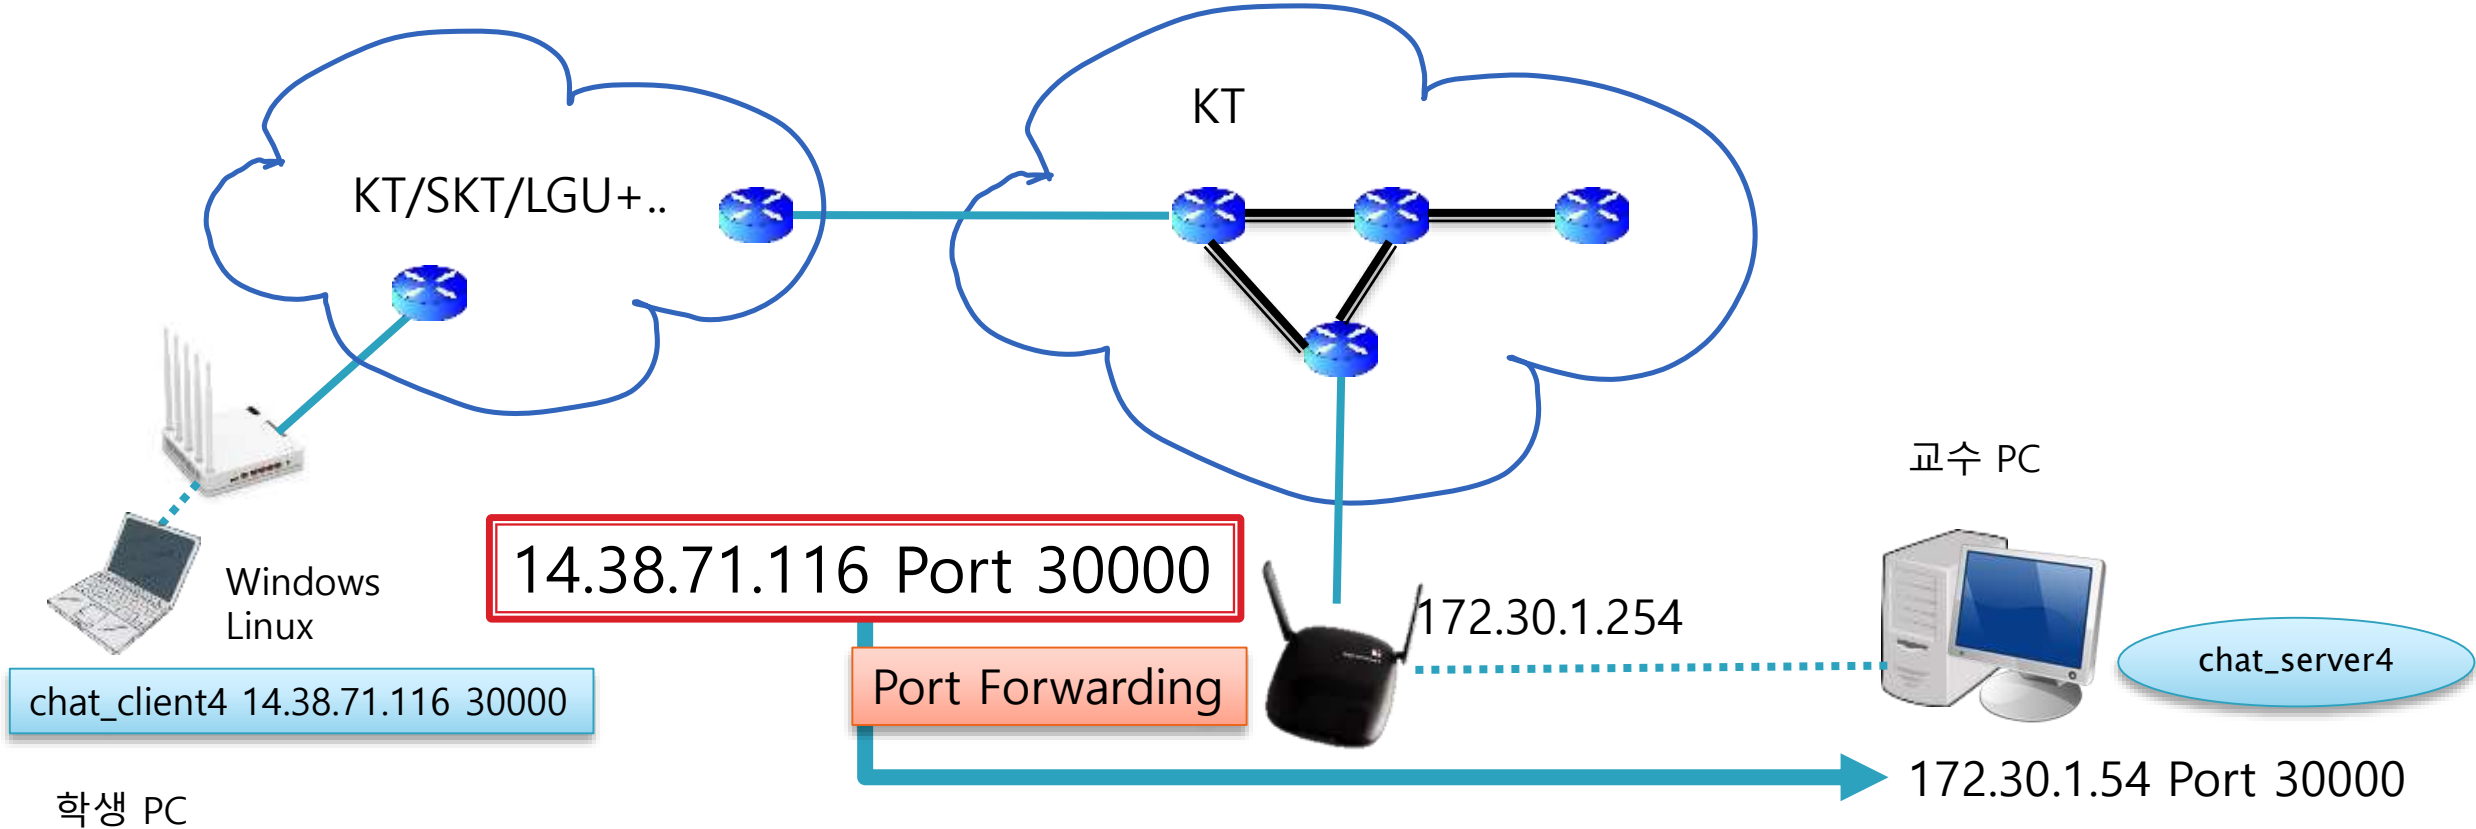 KT
KT/SKT/LGU+..
교수 PC
Windows
Linux
14.38.71.116 Port 30000
172.30.1.254
chat_server4
Port Forwarding
chat_client4 14.38.71.116 30000
172.30.1.54 Port 30000
학생 PC